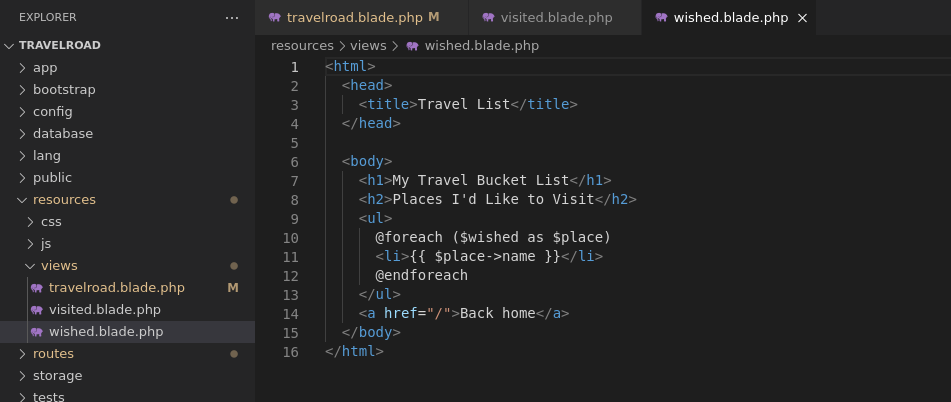 EXPLORER ...
TRAVELROAD
app
bootstrap
config
database
lang
public
resources
css
js
views
travelroad.blade.php M
visited.blade.php
wished.blade.php
routes
storage
tests
travelroad.blade.php M visited.blade.php wished.blade.php ×
resources > views > wished.blade.php
1 <html>
2 <head>
3 <title>Travel List</title>
4 </head>
5
6 <body>
7 <h1>My Travel Bucket List</h1>
8 <h2>Places I'd Like to Visit</h2>
9 <ul>
10 @foreach ($wished as $place)
11 <li>{{ $place->name }}</li>
12 @endforeach
13 </ul>
14 <a href="/">Back home</a>
15 </body>
16 </html>